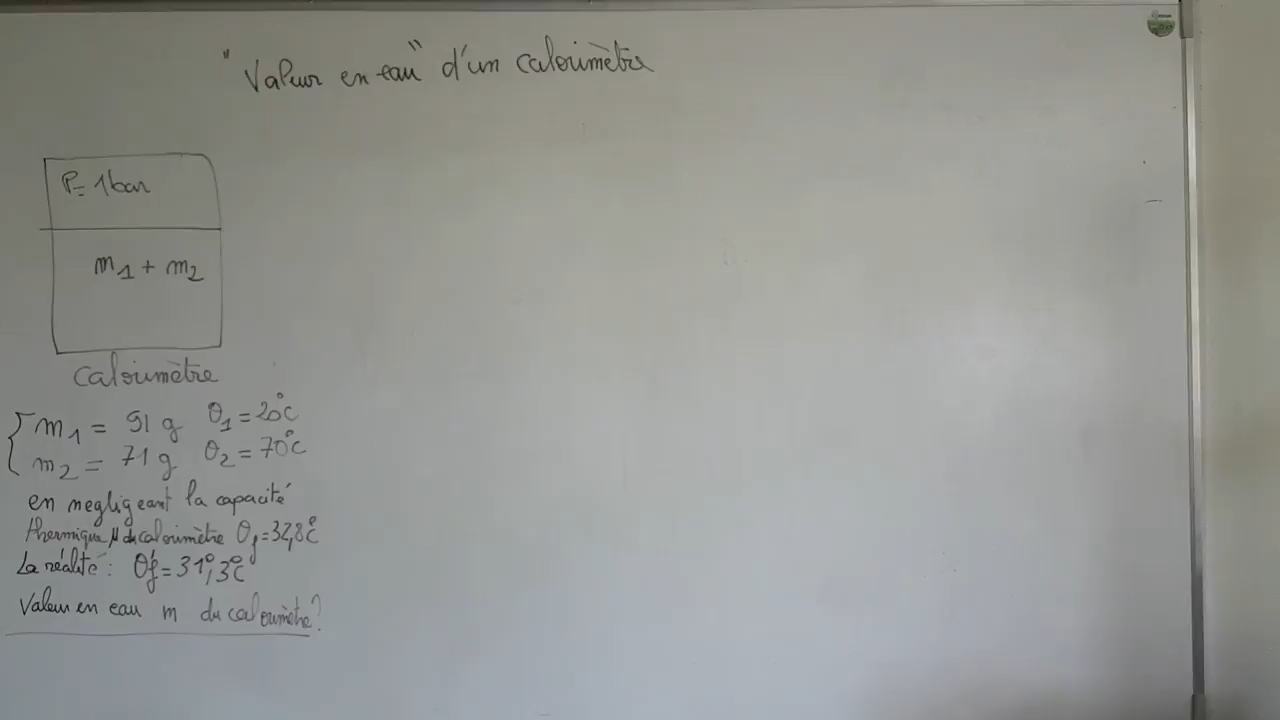 "Valeur en eau" d'un calorimètre
P= 1bar
m1 + m2
Calorimètre
m1 = 91 g θ1 = 20°C
m2 = 71 g θ2 = 70°C
en negligeant la capacité
thermique μ du calorimètre θf = 32,8°C
La réalité : θ'f = 31°,3°C
Valeur en eau m du calorimètre?